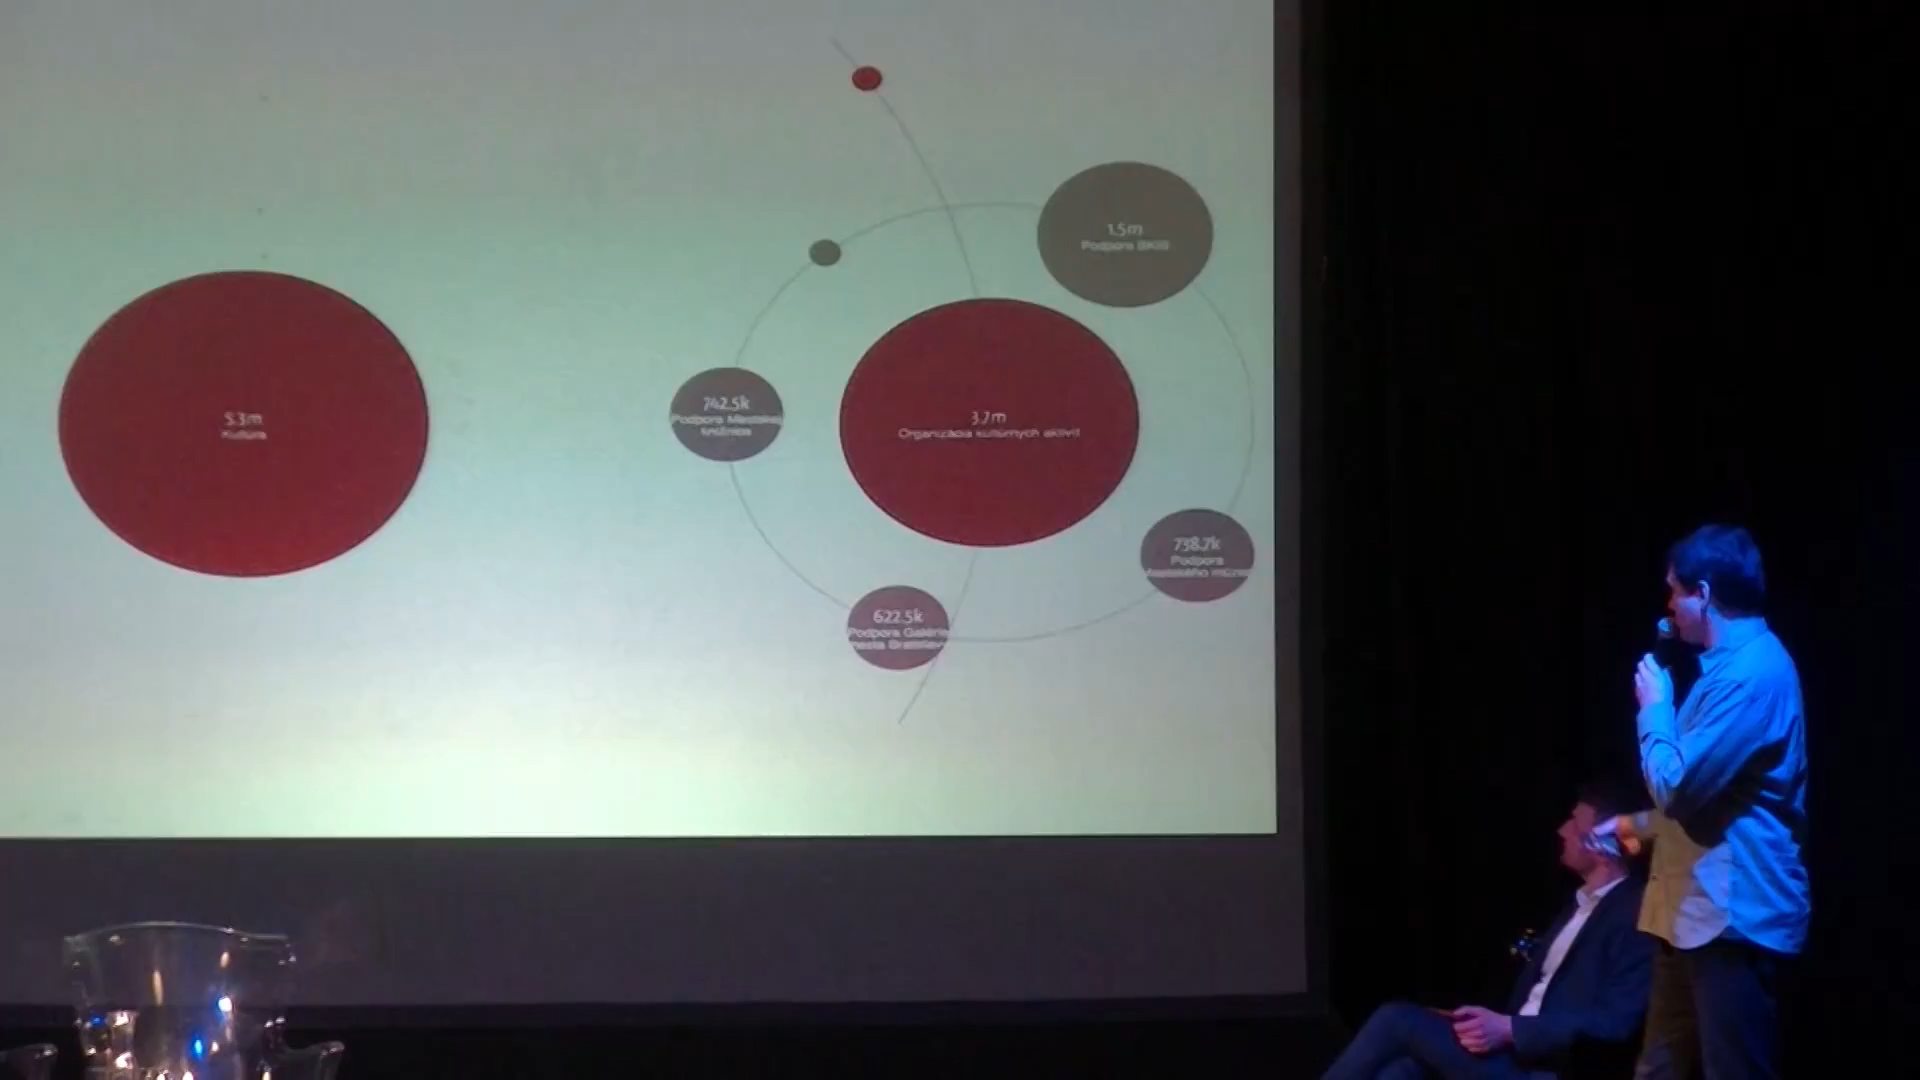 1.5m
Podpora BKIS
742.5k
Podpora Mestskej
knižnice
5.3m
Kultúra
3.7m
Organizácia kultúrnych aktivít
738.7k
Podpora
622.5k
Podpora Galérie
mesta Bratislavy